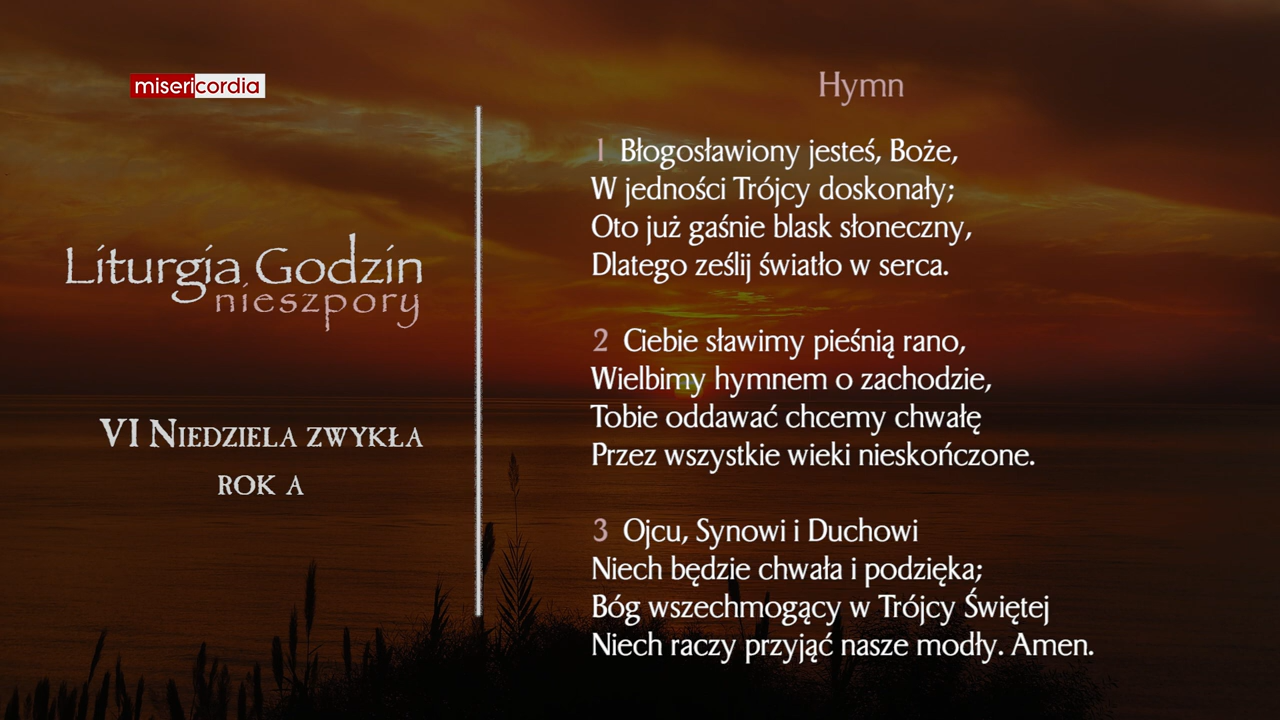 misericordia
Liturgia Godzin
nieszpory
VI Niedziela zwykła
rok A
Hymn
1 Błogosławiony jesteś, Boże,
W jedności Trójcy doskonały;
Oto już gaśnie blask słoneczny,
Dlatego ześlij światło w serca.
2 Ciebie sławimy pieśnią rano,
Wielbimy hymnem o zachodzie,
Tobie oddawać chcemy chwałę
Przez wszystkie wieki nieskończone.
3 Ojcu, Synowi i Duchowi
Niech będzie chwała i podzięka;
Bóg wszechmogący w Trójcy Świętej
Niech raczy przyjąć nasze modły. Amen.